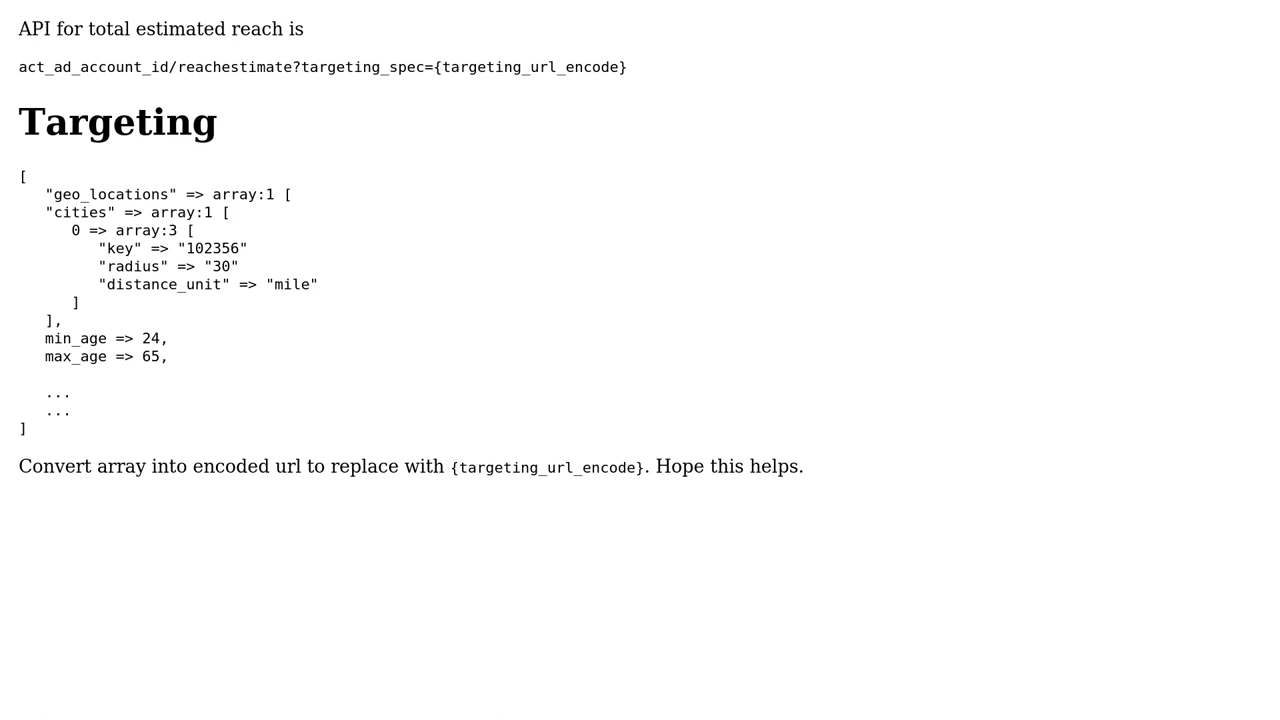 API for total estimated reach is
act_ad_account_id/reachestimate?targeting_spec={targeting_url_encode}
Targeting
[
   "geo_locations" => array:1 [
   "cities" => array:1 [
      0 => array:3 [
         "key" => "102356"
         "radius" => "30"
         "distance_unit" => "mile"
      ]
   ],
   min_age => 24,
   max_age => 65,
   ...
   ...
]
Convert array into encoded url to replace with {targeting_url_encode}. Hope this helps.